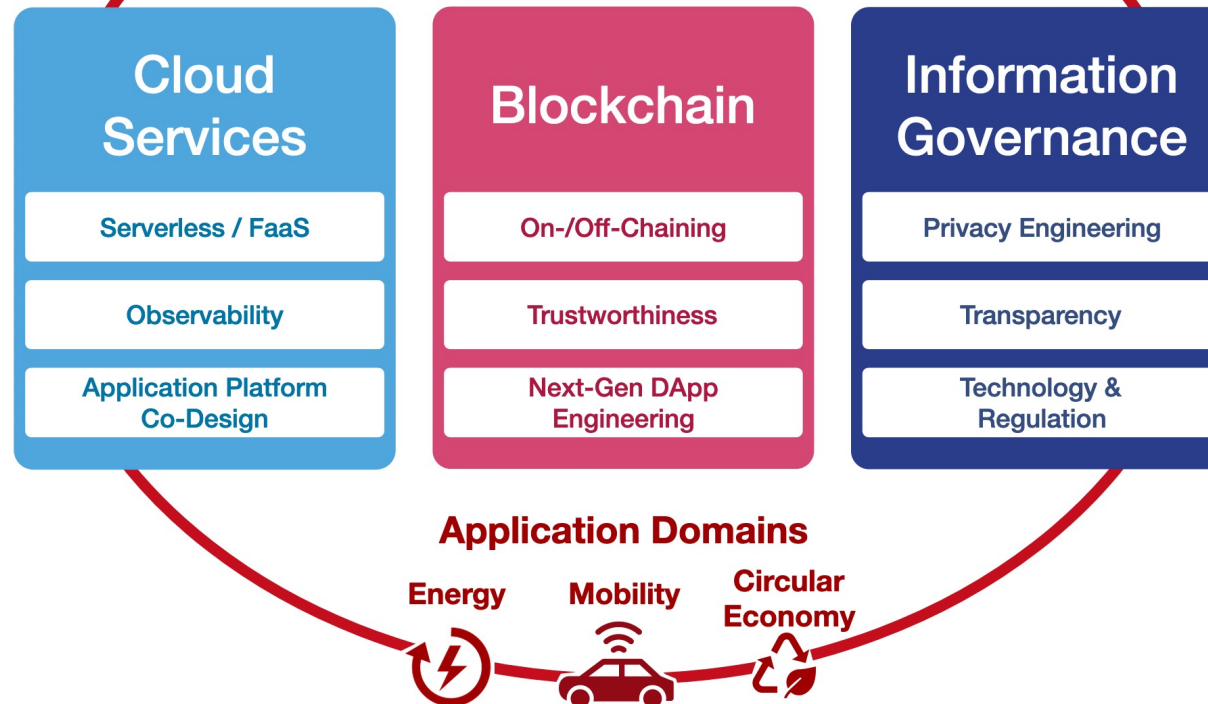 Cloud
Services
Serverless / FaaS
Observability
Application Platform
Co-Design
Blockchain
On-/Off-Chaining
Trustworthiness
Next-Gen DApp
Engineering
Information
Governance
Privacy Engineering
Transparency
Technology &
Regulation
Application Domains
Energy
Mobility
Circular
Economy